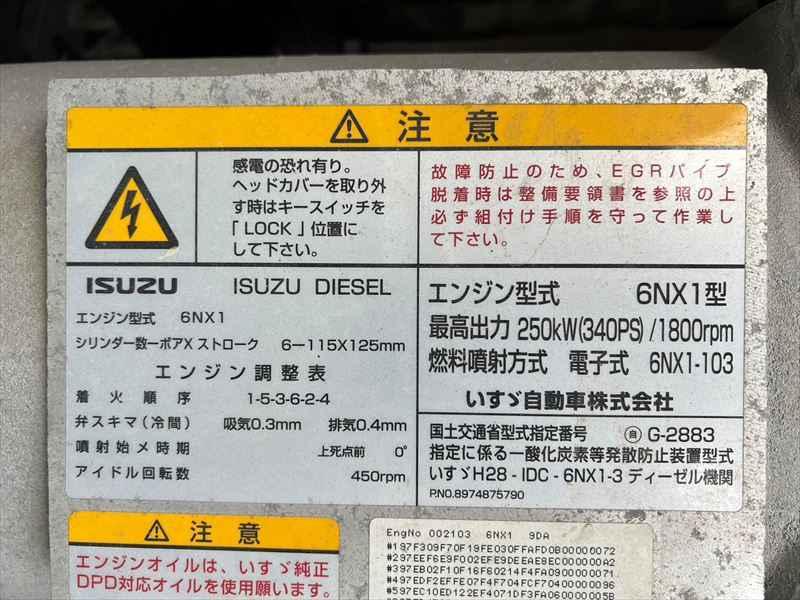 注意
感電の恐れ有り。
ヘッドカバーを取り外
す時はキースイッチを
「LOCK」位置に
して下さい。
故障防止のため、EGRパイプ
脱着時は整備要領書を参照の上
必ず組付け手順を守って作業し
て下さい。
ISUZU ISUZU DIESEL
エンジン型式 6NX1
シリンダー数ーボアX ストローク 6-115X125mm
エンジン調整表
着火順序 1-5-3-6-2-4
弁スキマ(冷間) 吸気0.3mm 排気0.4mm
噴射始メ時期 上死点前 0°
アイドル回転数 450rpm
エンジン型式 6NX1型
最高出力 250kW(340PS)/1800rpm
燃料噴射方式 電子式 6NX1-103
いすゞ自動車株式会社
国土交通省型式指定番号 自 G-2883
指定に係る一酸化炭素等発散防止装置型式
いすゞH28-IDC-6NX1-3 ディーゼル機関
P.NO.8974875790
注意
エンジンオイルは、いすゞ純正
DPD対応オイルを使用願います。
EngNo 002103 6NX1 9DA
#197F309F70F19FE030FFAFD0B00000072
#297EEF6E9F002EFE9DEAE8EC000000A2
#397EB02F10F16F60214F4FA0900000071
#497EDF2EFFE07F4F704FCF70400000096
#597EC10ED122EF4071DF3FA060000005B